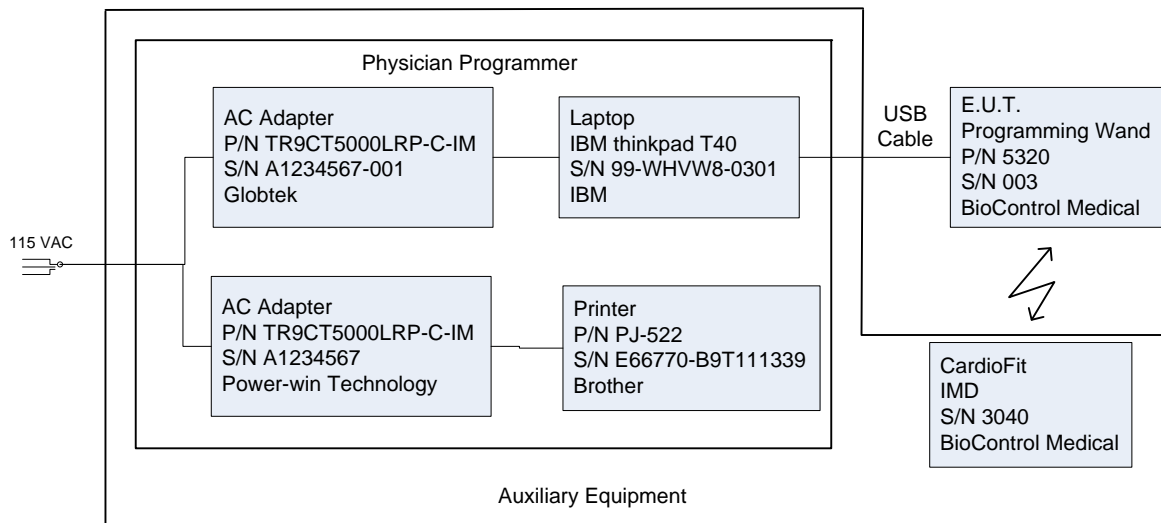 Physician Programmer
AC Adapter
P/N TR9CT5000LRP-C-IM
S/N A1234567-001
Globtek
Laptop
IBM thinkpad T40
S/N 99-WHVW8-0301
IBM
USB
Cable
E.U.T.
Programming Wand
P/N 5320
S/N 003
BioControl Medical
115 VAC
AC Adapter
P/N TR9CT5000LRP-C-IM
S/N A1234567
Power-win Technology
Printer
P/N PJ-522
S/N E66770-B9T111339
Brother
CardioFit
IMD
S/N 3040
BioControl Medical
Auxiliary Equipment